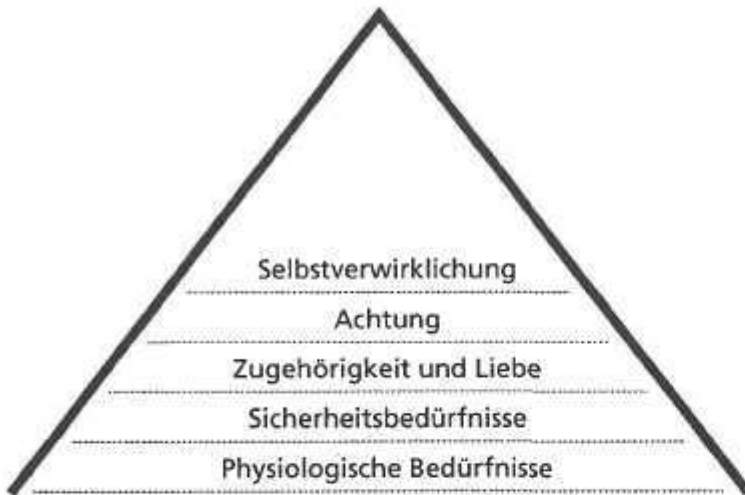 Selbstverwirklichung
Achtung
Zugehörigkeit und Liebe
Sicherheitsbedürfnisse
Physiologische Bedürfnisse